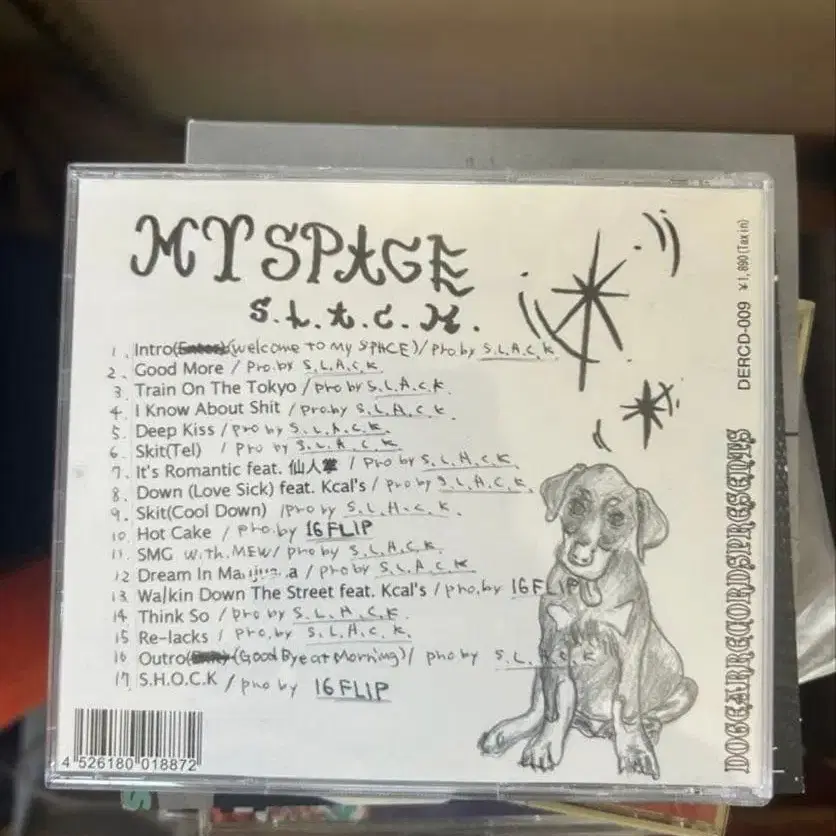 MY SPACE
S.L.A.C.K.
1. Intro (Welcome to My SPACE) / Pro.by S.L.A.C.K.
2. Good More / Pro.by S.L.A.C.K.
3. Train On The Tokyo / pro by S.L.A.C.K.
4. I Know About Shit / pro.by S.L.A.C.K.
5. Deep Kiss / pro by S.L.A.C.K.
6. Skit(Tel) / pro by S.L.A.C.K.
7. It's Romantic feat. 仙人掌 / pro by S.L.A.C.K.
8. Down (Love Sick) feat. Kcal's / pro by S.L.A.C.K.
9. Skit(Cool Down) / pro by S.L.A.C.K.
10. Hot Cake / pro.by 16FLIP
11. SMG with.MEW / pro by S.L.A.C.K.
12 Dream In / pro by S.L.A.C.K.
13 Walkin Down The Street feat. Kcal's / pro.by 16FLIP
14. Think So / pro by S.L.A.C.K.
15 Re-lacks / pro.by S.L.A.C.K.
16 Outro (Good Bye at Morning) / pro by S.L.A.C.K
17 S.H.O.C.K / pro by 16FLIP
4 526180 018872
DERCD-009 ¥1,890(Tax in)
DOGEARRECORDSPRESENTS